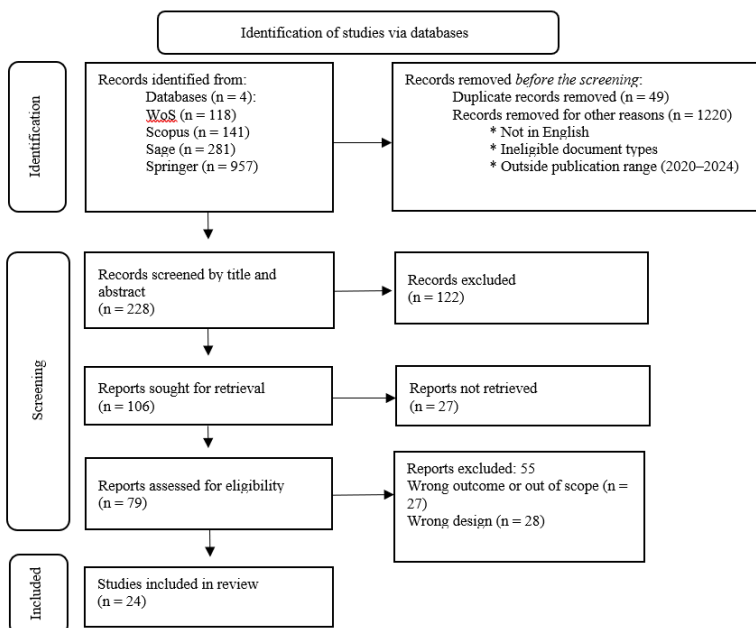 Identification of studies via databases
Identification
Records identified from:
Databases (n = 4):
WoS (n = 118)
Scopus (n = 141)
Sage (n = 281)
Springer (n = 957)
Records removed before the screening:
Duplicate records removed (n = 49)
Records removed for other reasons (n = 1220)
* Not in English
* Ineligible document types
* Outside publication range (2020–2024)
Screening
Records screened by title and
abstract
(n = 228)
Records excluded
(n = 122)
Reports sought for retrieval
(n = 106)
Reports not retrieved
(n = 27)
Reports assessed for eligibility
(n = 79)
Reports excluded: 55
Wrong outcome or out of scope (n =
27)
Wrong design (n = 28)
Included
Studies included in review
(n = 24)